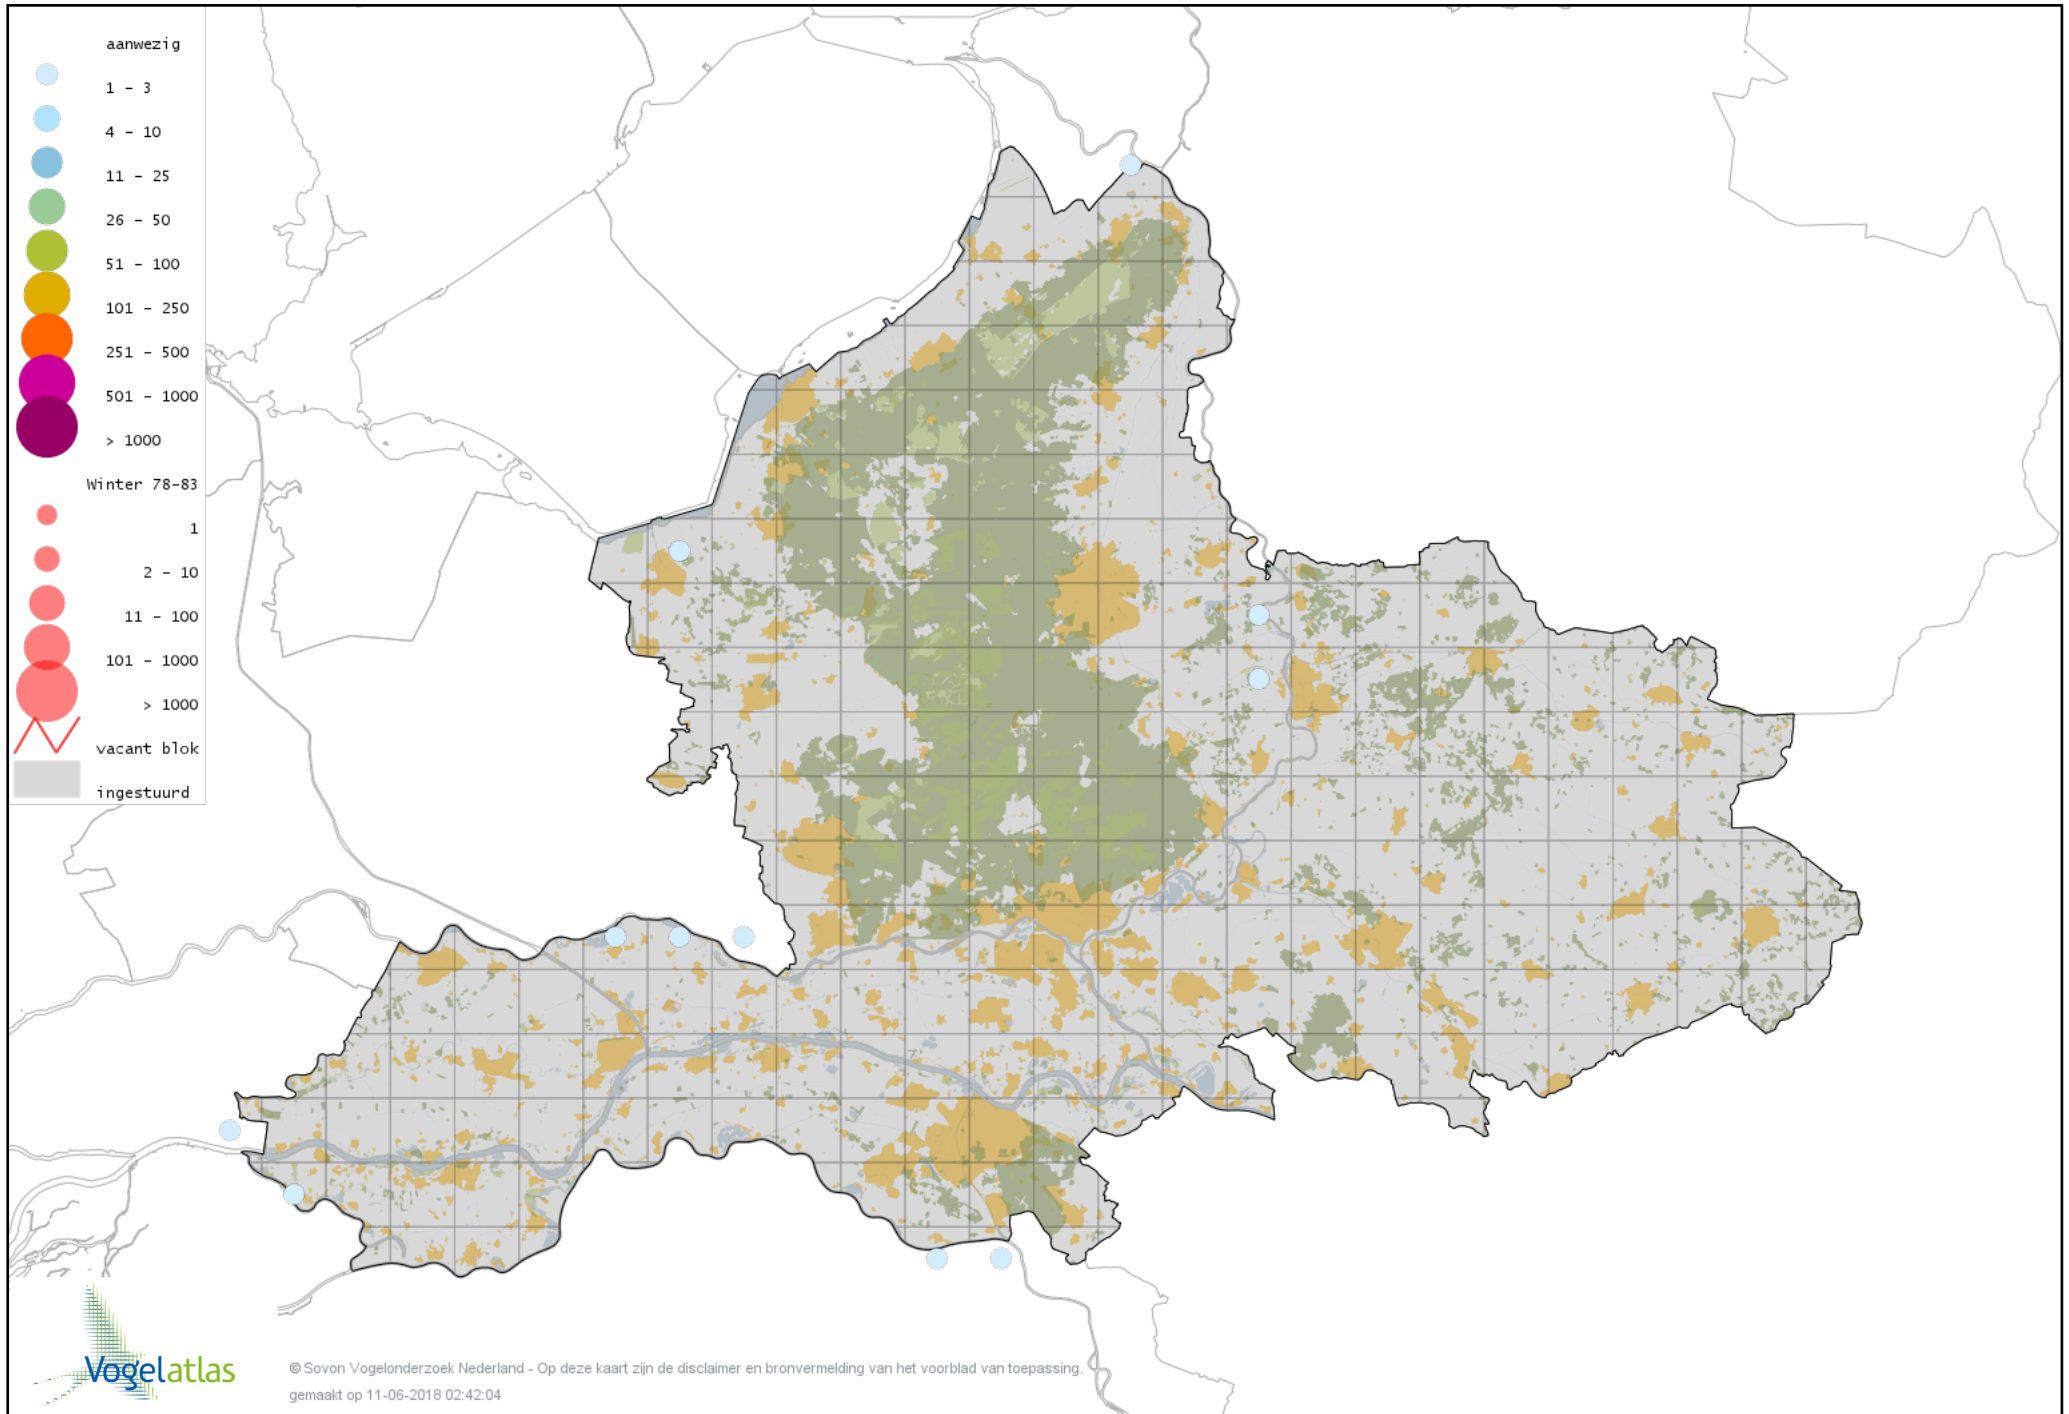 aanwezig
1 - 3
4 - 10
11 - 25
26 - 50
51 - 100
101 - 250
251 - 500
501 - 1000
> 1000
Winter 78-83
1
2 - 10
11 - 100
101 - 1000
> 1000
vacant blok
ingestuurd
Vogelatlas
© Sovon Vogelonderzoek Nederland - Op deze kaart zijn de disclaimer en bronvermelding van het voorblad van toepassing.
gemaakt op 11-06-2018 02:42:04